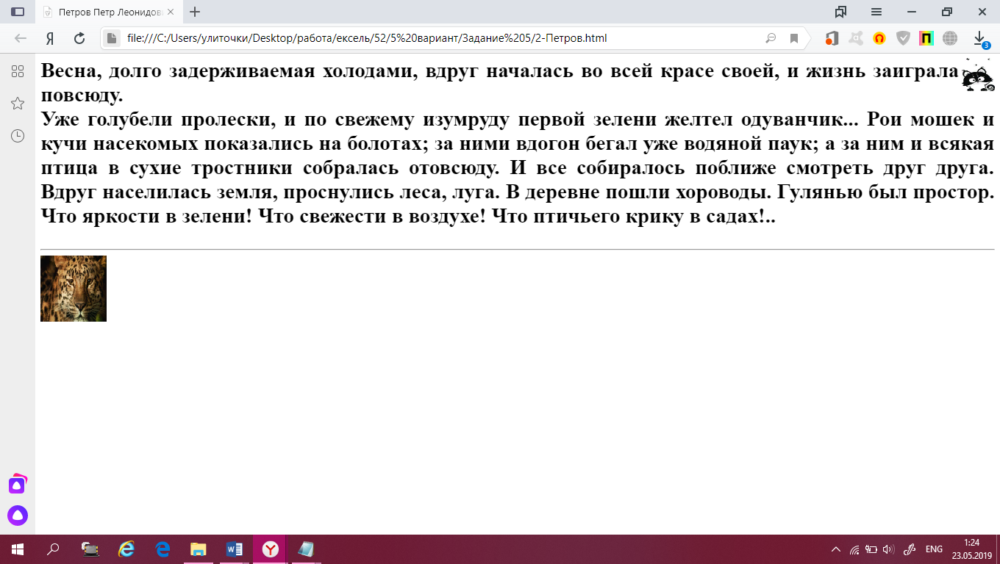 Петров Петр Леонидов
file:///C:/Users/улиточки/Desktop/работа/ексель/52/5%20вариант/Задание%205/2-Петров.html
3
Весна, долго задерживаемая холодами, вдруг началась во всей красе своей, и жизнь заиграла
повсюду.
Уже голубели пролески, и по свежему изумруду первой зелени желтел одуванчик... Рои мошек и
кучи насекомых показались на болотах; за ними вдогон бегал уже водяной паук; а за ним и всякая
птица в сухие тростники собралась отовсюду. И все собиралось поближе смотреть друг друга.
Вдруг населилась земля, проснулись леса, луга. В деревне пошли хороводы. Гулянью был простор.
Что яркости в зелени! Что свежести в воздухе! Что птичьего крику в садах!..
ENG
1:24
23.05.2019